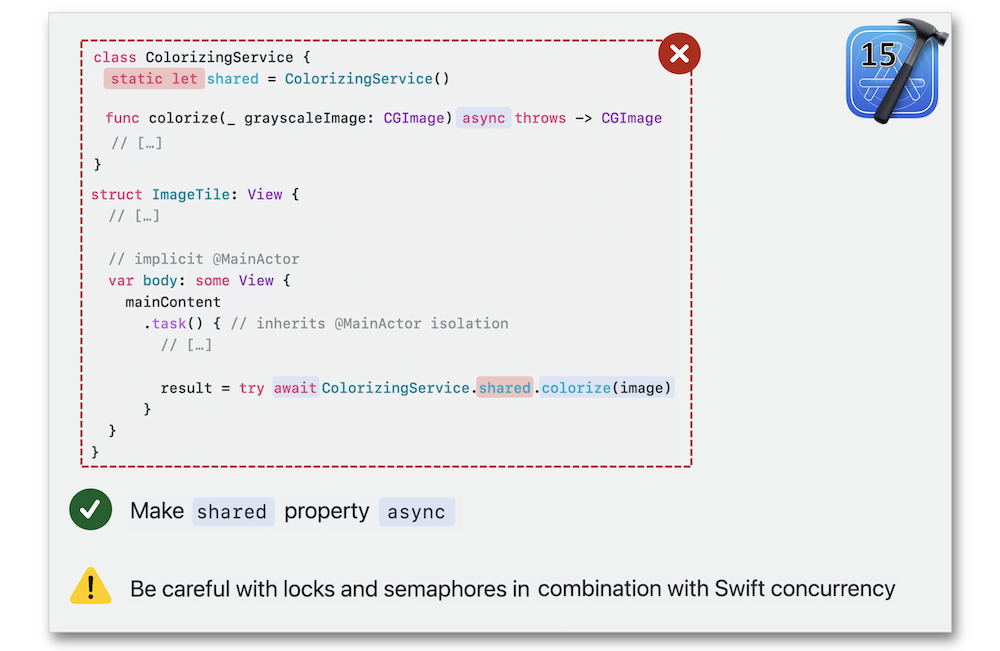 15
class ColorizingService {
static let shared = ColorizingService()
func colorize(_ grayscaleImage: CGImage) async throws -> CGImage
// […]
}
struct ImageTile: View {
// […]
// implicit @MainActor
var body: some View {
mainContent
.task() { // inherits @MainActor isolation
// […]
result = try await ColorizingService.shared.colorize(image)
}
}
}
Make shared property async
Be careful with locks and semaphores in combination with Swift concurrency